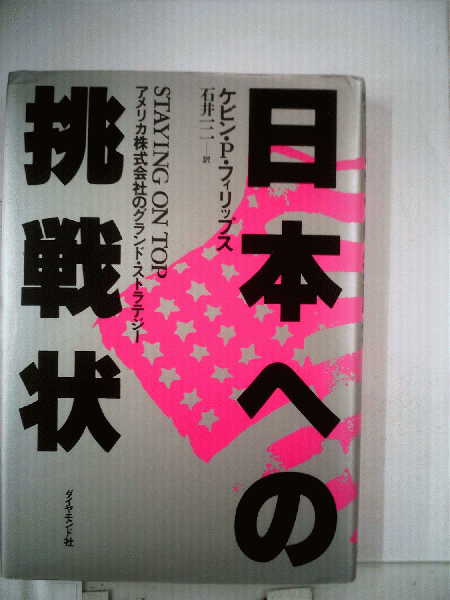 日本への
挑戦状
ケビン・P・フィリップス
石井一二——訳
STAYING ON TOP
アメリカ株式会社のグランド・ストラテジー
ダイヤモンド社